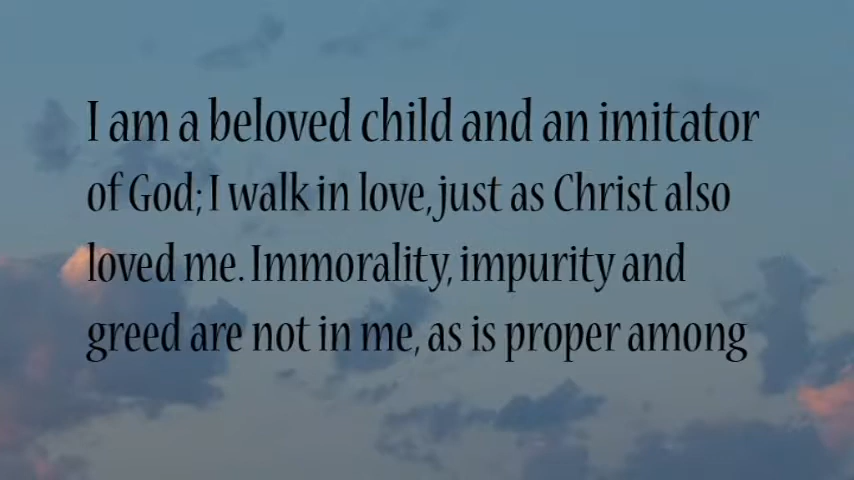 I am a beloved child and an imitator
of God; I walk in love, just as Christ also
loved me. Immorality, impurity and
greed are not in me, as is proper among